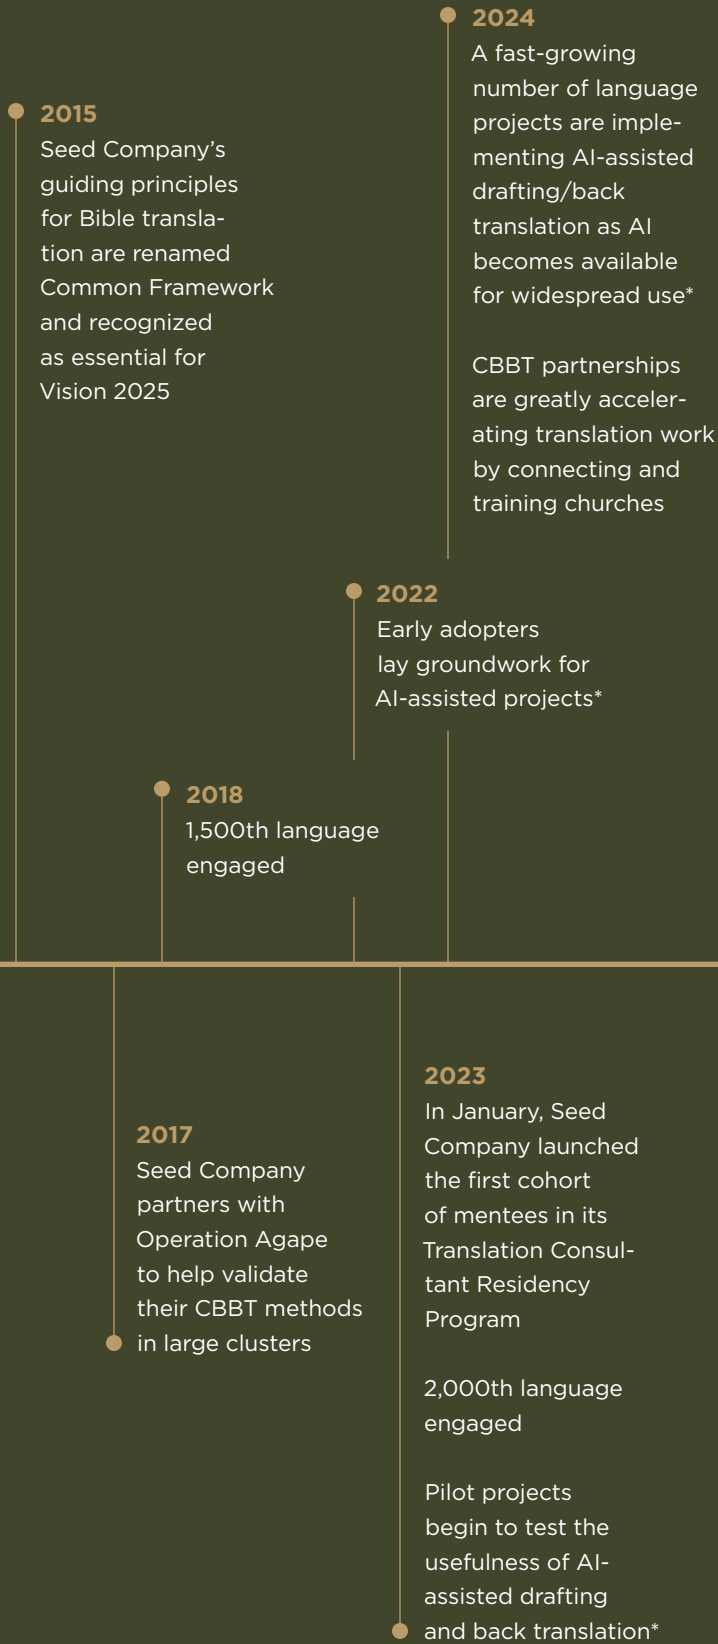 2015
Seed Company’s
guiding principles
for Bible transla-
tion are renamed
Common Framework
and recognized
as essential for
Vision 2025
2017
Seed Company
partners with
Operation Agape
to help validate
their CBBT methods
in large clusters
2018
1,500th language
engaged
2022
Early adopters
lay groundwork for
AI-assisted projects*
2023
In January, Seed
Company launched
the first cohort
of mentees in its
Translation Consul-
tant Residency
Program
2,000th language
engaged
Pilot projects
begin to test the
usefulness of AI-
assisted drafting
and back translation*
2024
A fast-growing
number of language
projects are imple-
menting AI-assisted
drafting/back
translation as AI
becomes available
for widespread use*
CBBT partnerships
are greatly acceler-
ating translation work
by connecting and
training churches